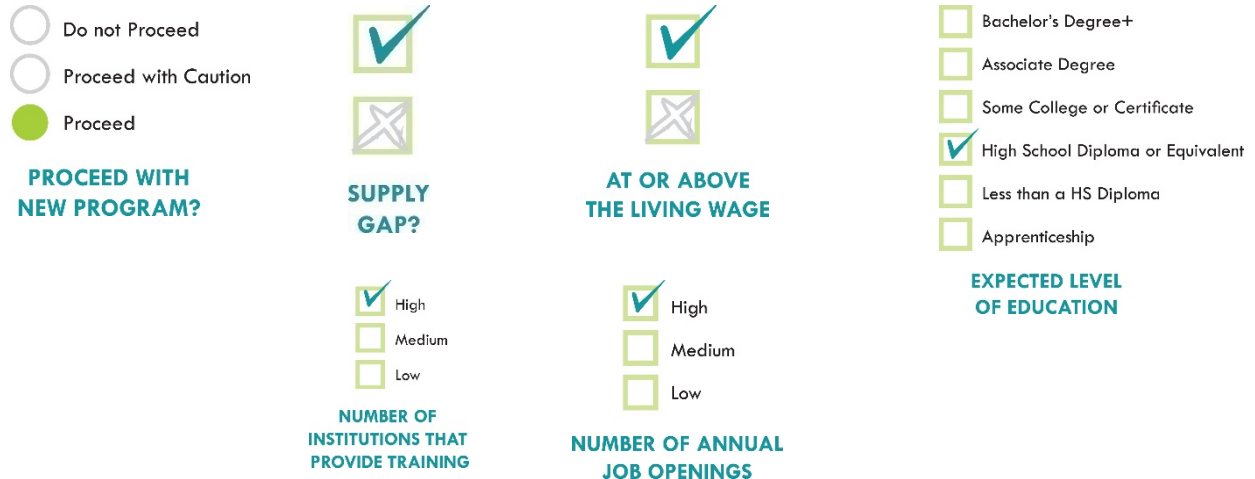 Do not Proceed
Proceed with Caution
Proceed
PROCEED WITH
NEW PROGRAM?
SUPPLY
GAP?
AT OR ABOVE
THE LIVING WAGE
Bachelor's Degree+
Associate Degree
Some College or Certificate
High School Diploma or Equivalent
Less than a HS Diploma
Apprenticeship
EXPECTED LEVEL
OF EDUCATION
High
Medium
Low
NUMBER OF
INSTITUTIONS THAT
PROVIDE TRAINING
High
Medium
Low
NUMBER OF ANNUAL
JOB OPENINGS